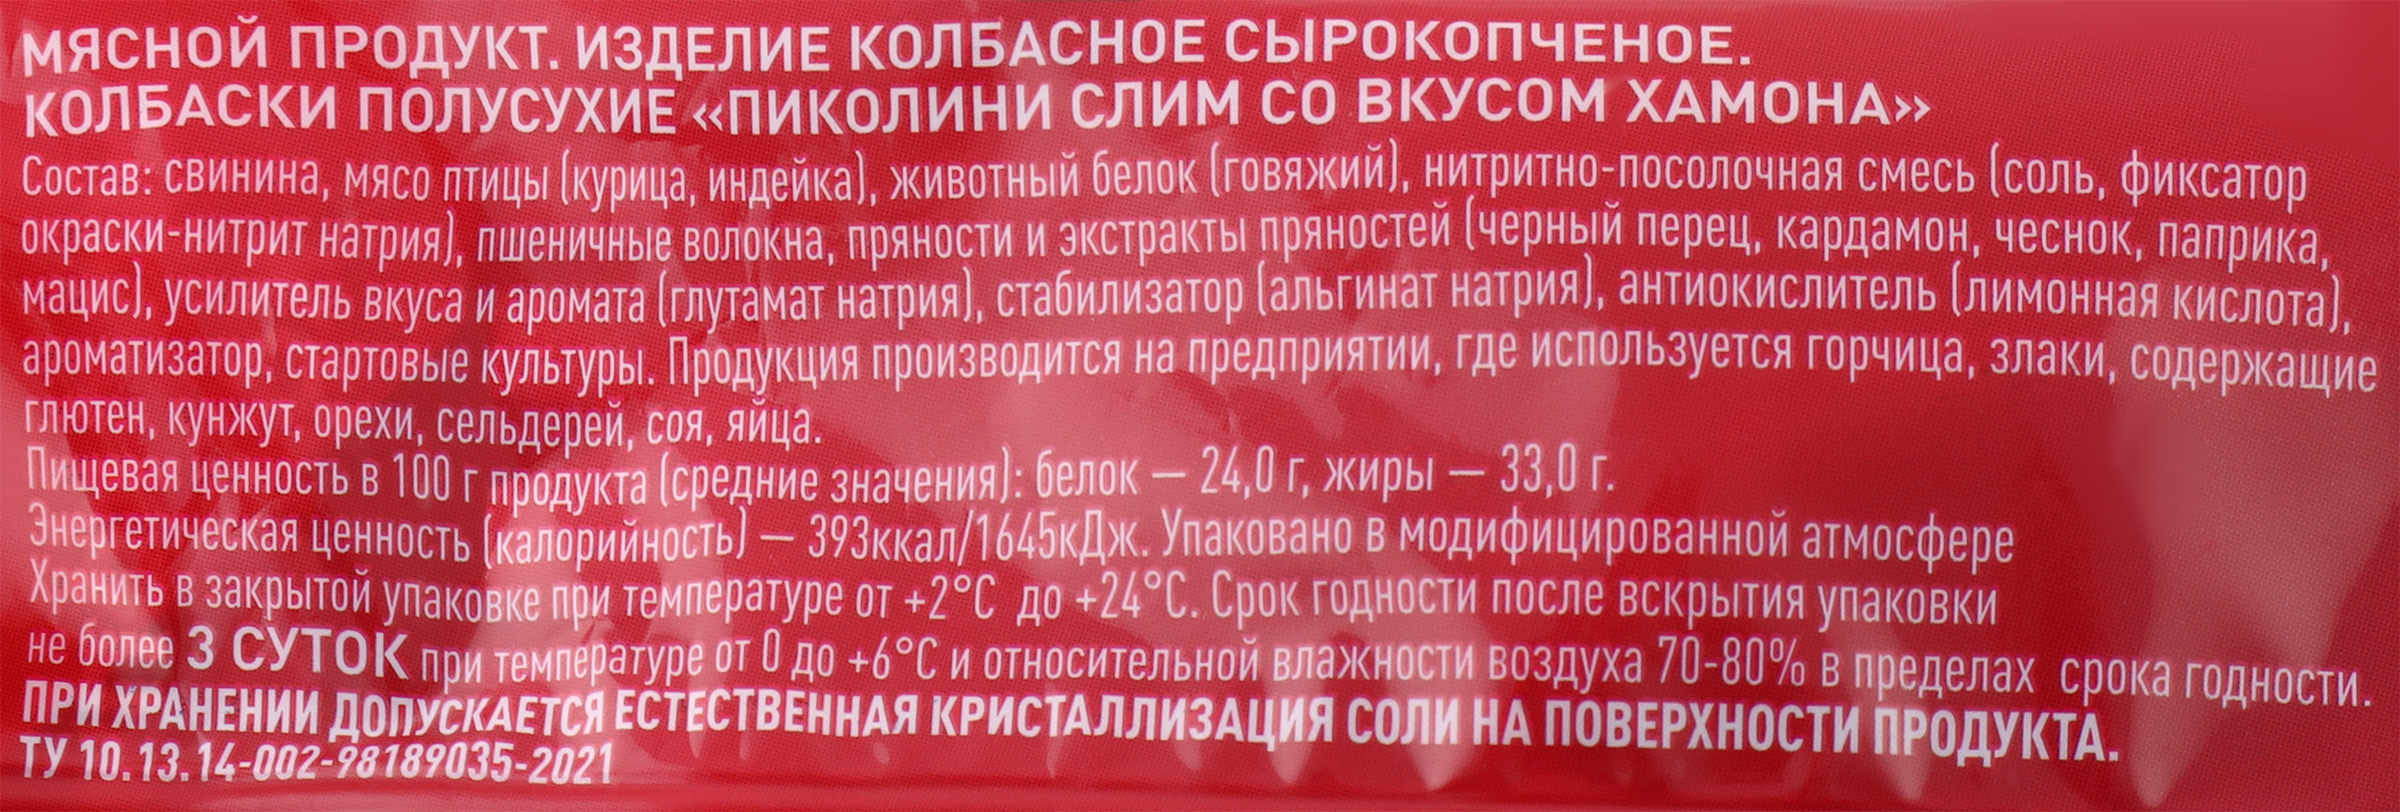 МЯСНОЙ ПРОДУКТ. ИЗДЕЛИЕ КОЛБАСНОЕ СЫРОКОПЧЕНОЕ.
КОЛБАСКИ ПОЛУСУХИЕ «ПИКОЛИНИ СЛИМ СО ВКУСОМ ХАМОНА»
Состав: свинина, мясо птицы (курица, индейка), животный белок (говяжий), нитритно-посолочная смесь (соль, фиксатор
окраски-нитрит натрия), пшеничные волокна, пряности и экстракты пряностей (черный перец, кардамон, чеснок, паприка,
мацис), усилитель вкуса и аромата (глутамат натрия), стабилизатор (альгинат натрия), антиокислитель (лимонная кислота),
ароматизатор, стартовые культуры. Продукция производится на предприятии, где используется горчица, злаки, содержащие
глютен, кунжут, орехи, сельдерей, соя, яйца.
Пищевая ценность в 100 г продукта (средние значения): белок — 24,0 г, жиры — 33,0 г.
Энергетическая ценность (калорийность) — 393ккал/1645кДж. Упаковано в модифицированной атмосфере
Хранить в закрытой упаковке при температуре от +2°С до +24°С. Срок годности после вскрытия упаковки
не более 3 СУТОК при температуре от 0 до +6°С и относительной влажности воздуха 70-80% в пределах срока годности.
ПРИ ХРАНЕНИИ ДОПУСКАЕТСЯ ЕСТЕСТВЕННАЯ КРИСТАЛЛИЗАЦИЯ СОЛИ НА ПОВЕРХНОСТИ ПРОДУКТА.
ТУ 10.13.14-002-98189035-2021